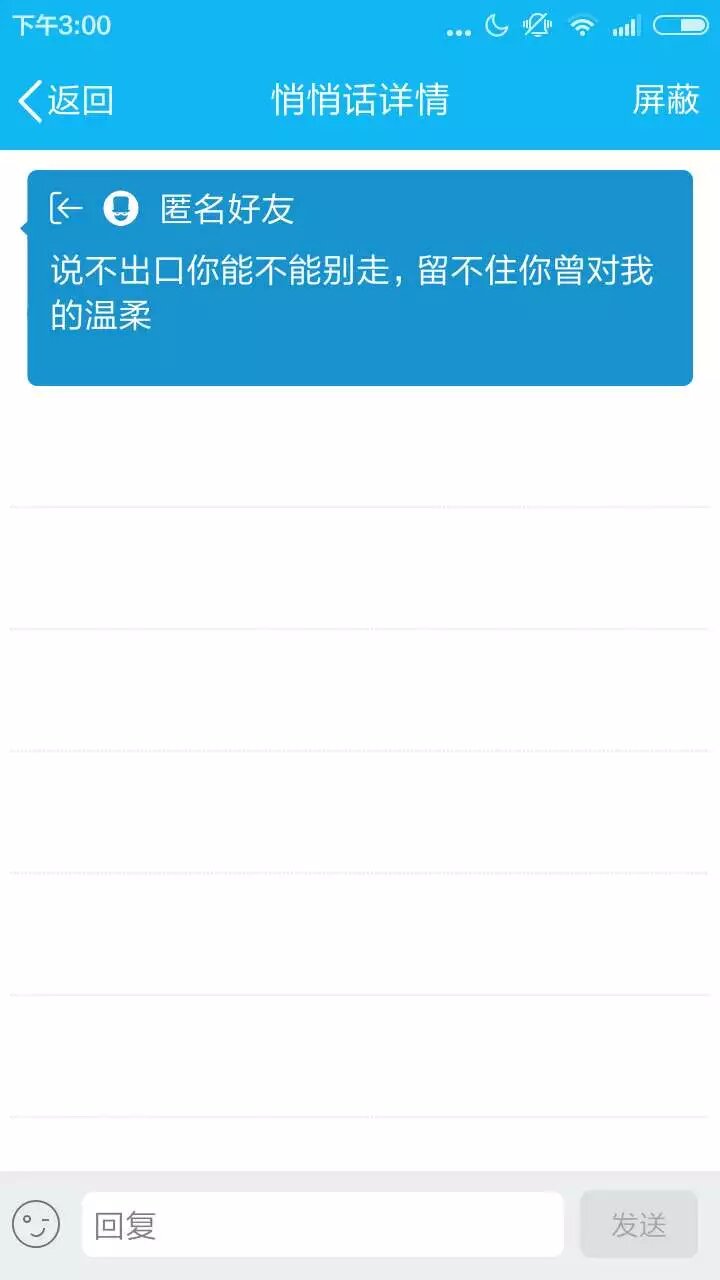 下午3:00
返回 悄悄话详情 屏蔽
匿名好友
说不出口你能不能别走，留不住你曾对我
的温柔
回复 发送